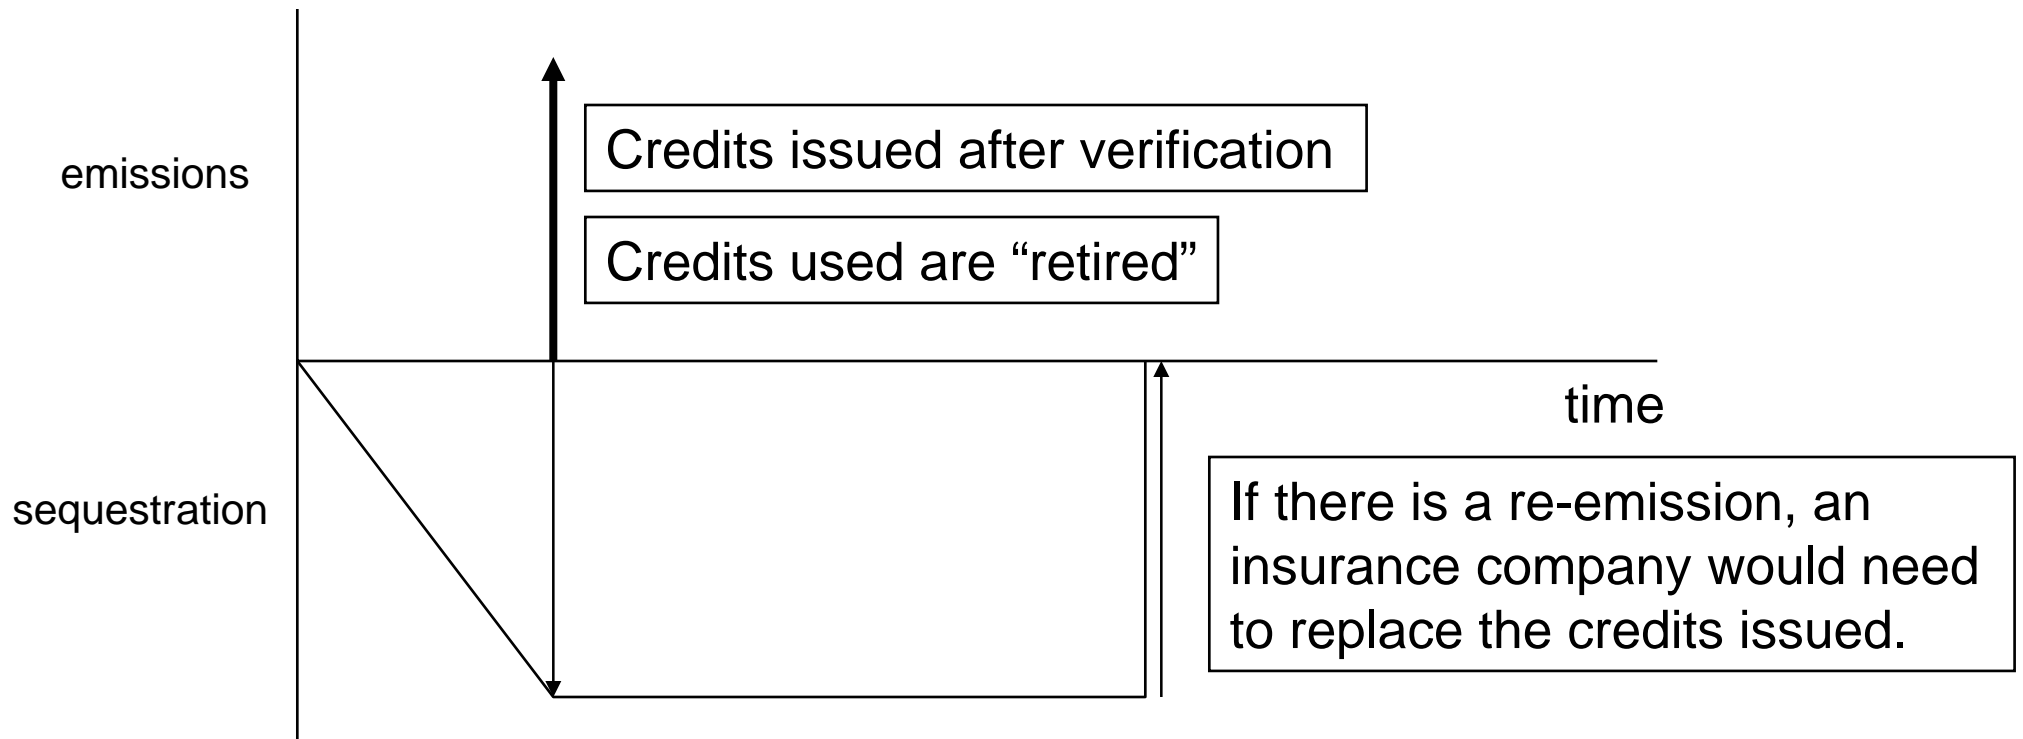 emissions
Credits issued after verification
Credits used are “retired”
time
sequestration
If there is a re-emission, an
insurance company would need
to replace the credits issued.